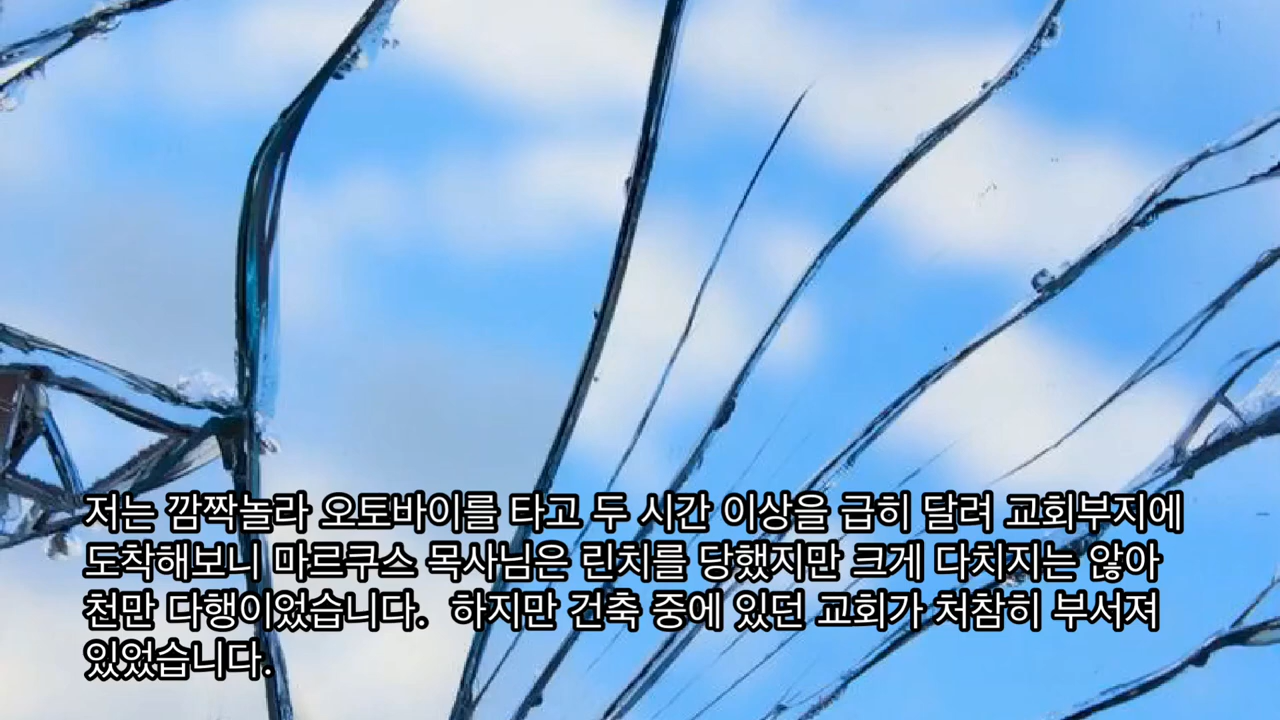 저는 깜짝놀라 오토바이를 타고 두 시간 이상을 급히 달려 교회부지에
도착해보니 마르쿠스 목사님은 린치를 당했지만 크게 다치지는 않아
천만 다행이었습니다.  하지만 건축 중에 있던 교회가 처참히 부서져
있었습니다.